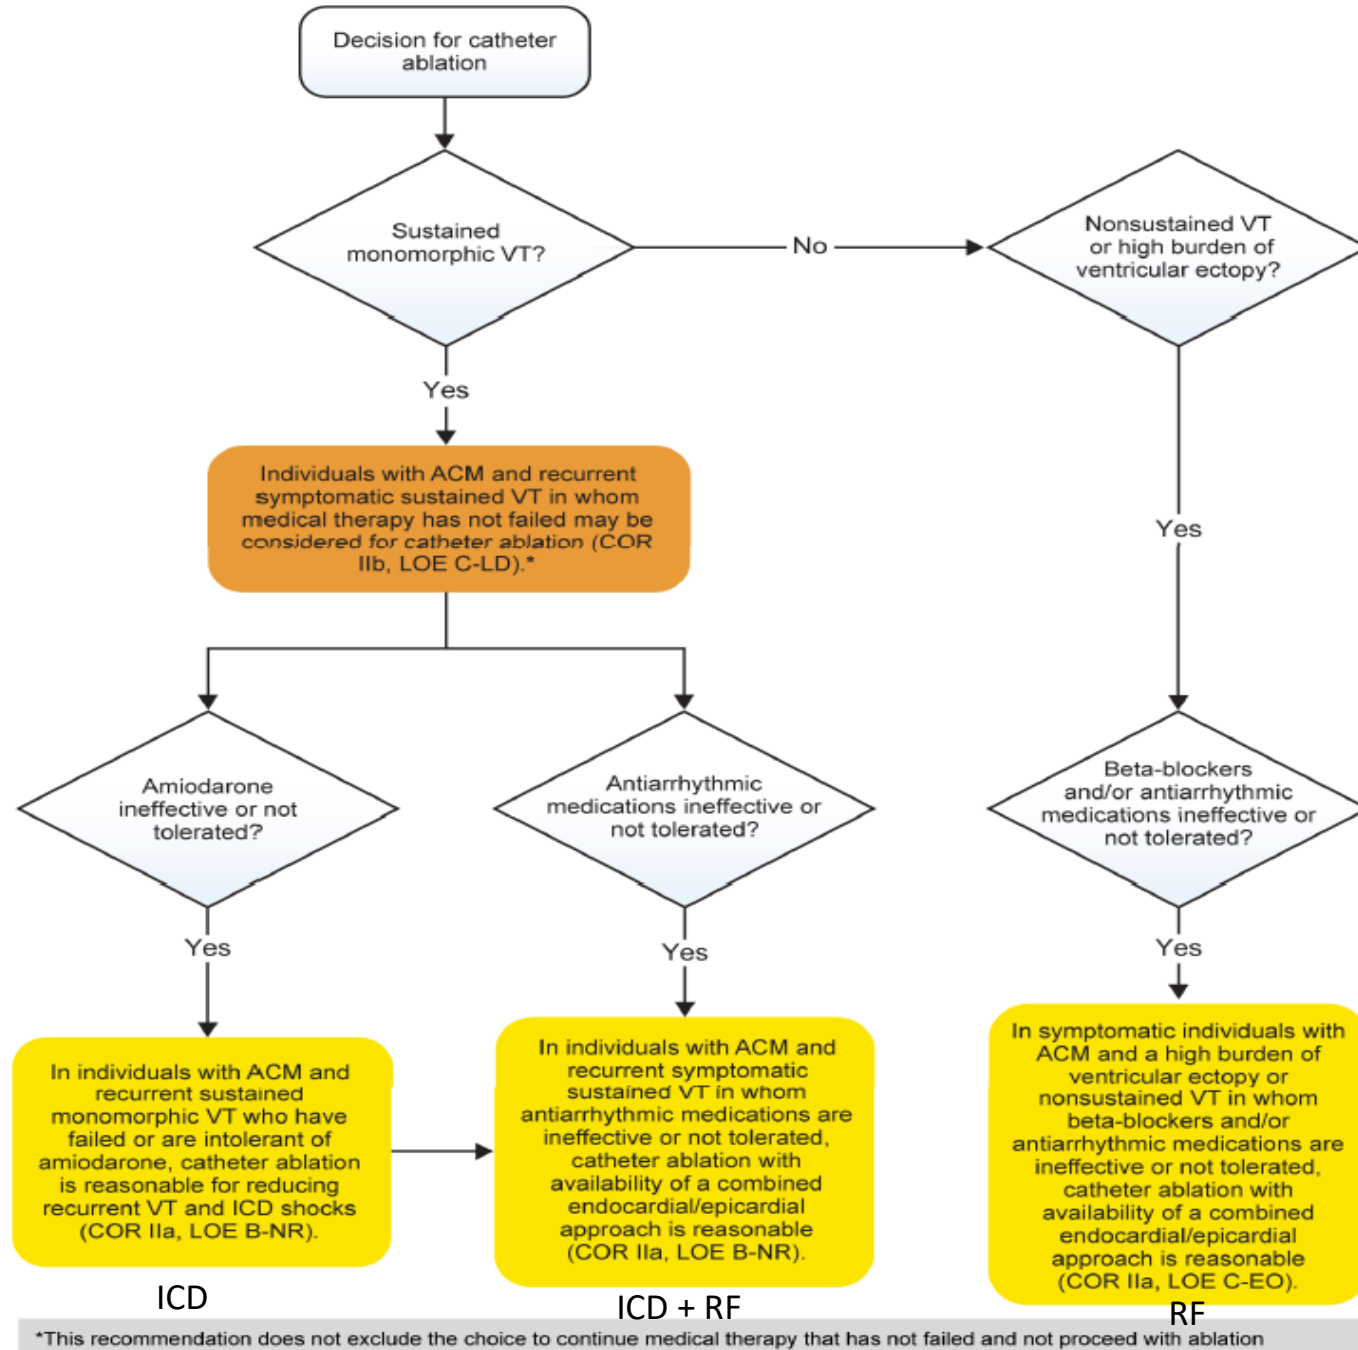 Decision for catheter
ablation
Sustained
monomorphic VT?
No
Nonsustained VT
or high burden of
ventricular ectopy?
Yes
Individuals with ACM and recurrent
symptomatic sustained VT in whom
medical therapy has not failed may be
considered for catheter ablation (COR
IIb, LOE C-LD).*
Yes
Amiodarone
ineffective or not
tolerated?
Antiarrhythmic
medications ineffective or
not tolerated?
Beta-blockers
and/or antiarrhythmic
medications ineffective or
not tolerated?
Yes
Yes
Yes
In individuals with ACM and
recurrent sustained
monomorphic VT who have
failed or are intolerant of
amiodarone, catheter ablation
is reasonable for reducing
recurrent VT and ICD shocks
(COR IIa, LOE B-NR).
In individuals with ACM and
recurrent symptomatic
sustained VT in whom
antiarrhythmic medications are
ineffective or not tolerated,
catheter ablation with
availability of a combined
endocardial/epicardial
approach is reasonable
(COR IIa, LOE B-NR).
In symptomatic individuals with
ACM and a high burden of
ventricular ectopy or
nonsustained VT in whom
beta-blockers and/or
antiarrhythmic medications are
ineffective or not tolerated,
catheter ablation with
availability of a combined
endocardial/epicardial
approach is reasonable
(COR IIa, LOE C-EO).
ICD
ICD + RF
RF
*This recommendation does not exclude the choice to continue medical therapy that has not failed and not proceed with ablation